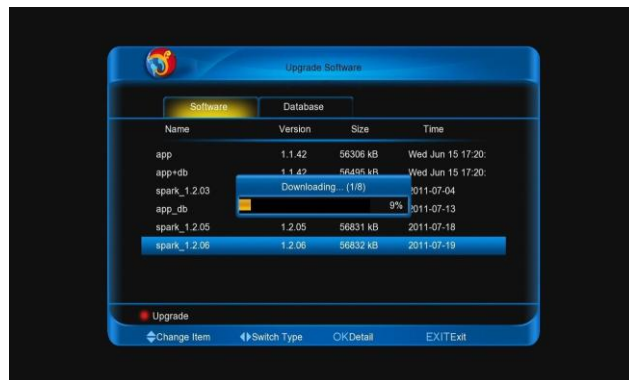 Upgrade Software
Software Database
Name Version Size Time
app 1.1.42 56306 kB Wed Jun 15 17:20:
app+db 1.1.42 56495 kB Wed Jun 15 17:20:
spark_1.2.03 2011-07-04
Downloading... (1/8)
app_db 2011-07-13
9%
spark_1.2.05 1.2.05 56831 kB 2011-07-18
spark_1.2.06 1.2.06 56832 kB 2011-07-19
Upgrade
Change Item Switch Type OKDetail EXITExit